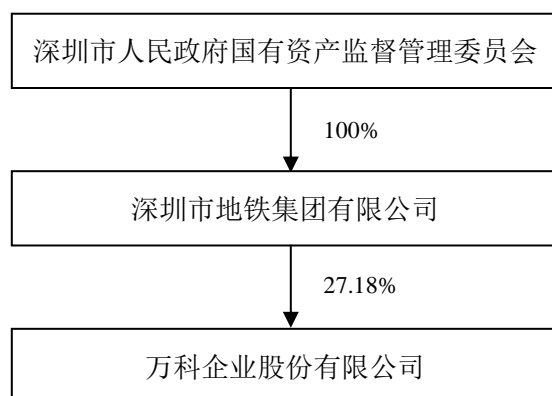 深圳市人民政府国有资产监督管理委员会
100%
深圳市地铁集团有限公司
27.18%
万科企业股份有限公司